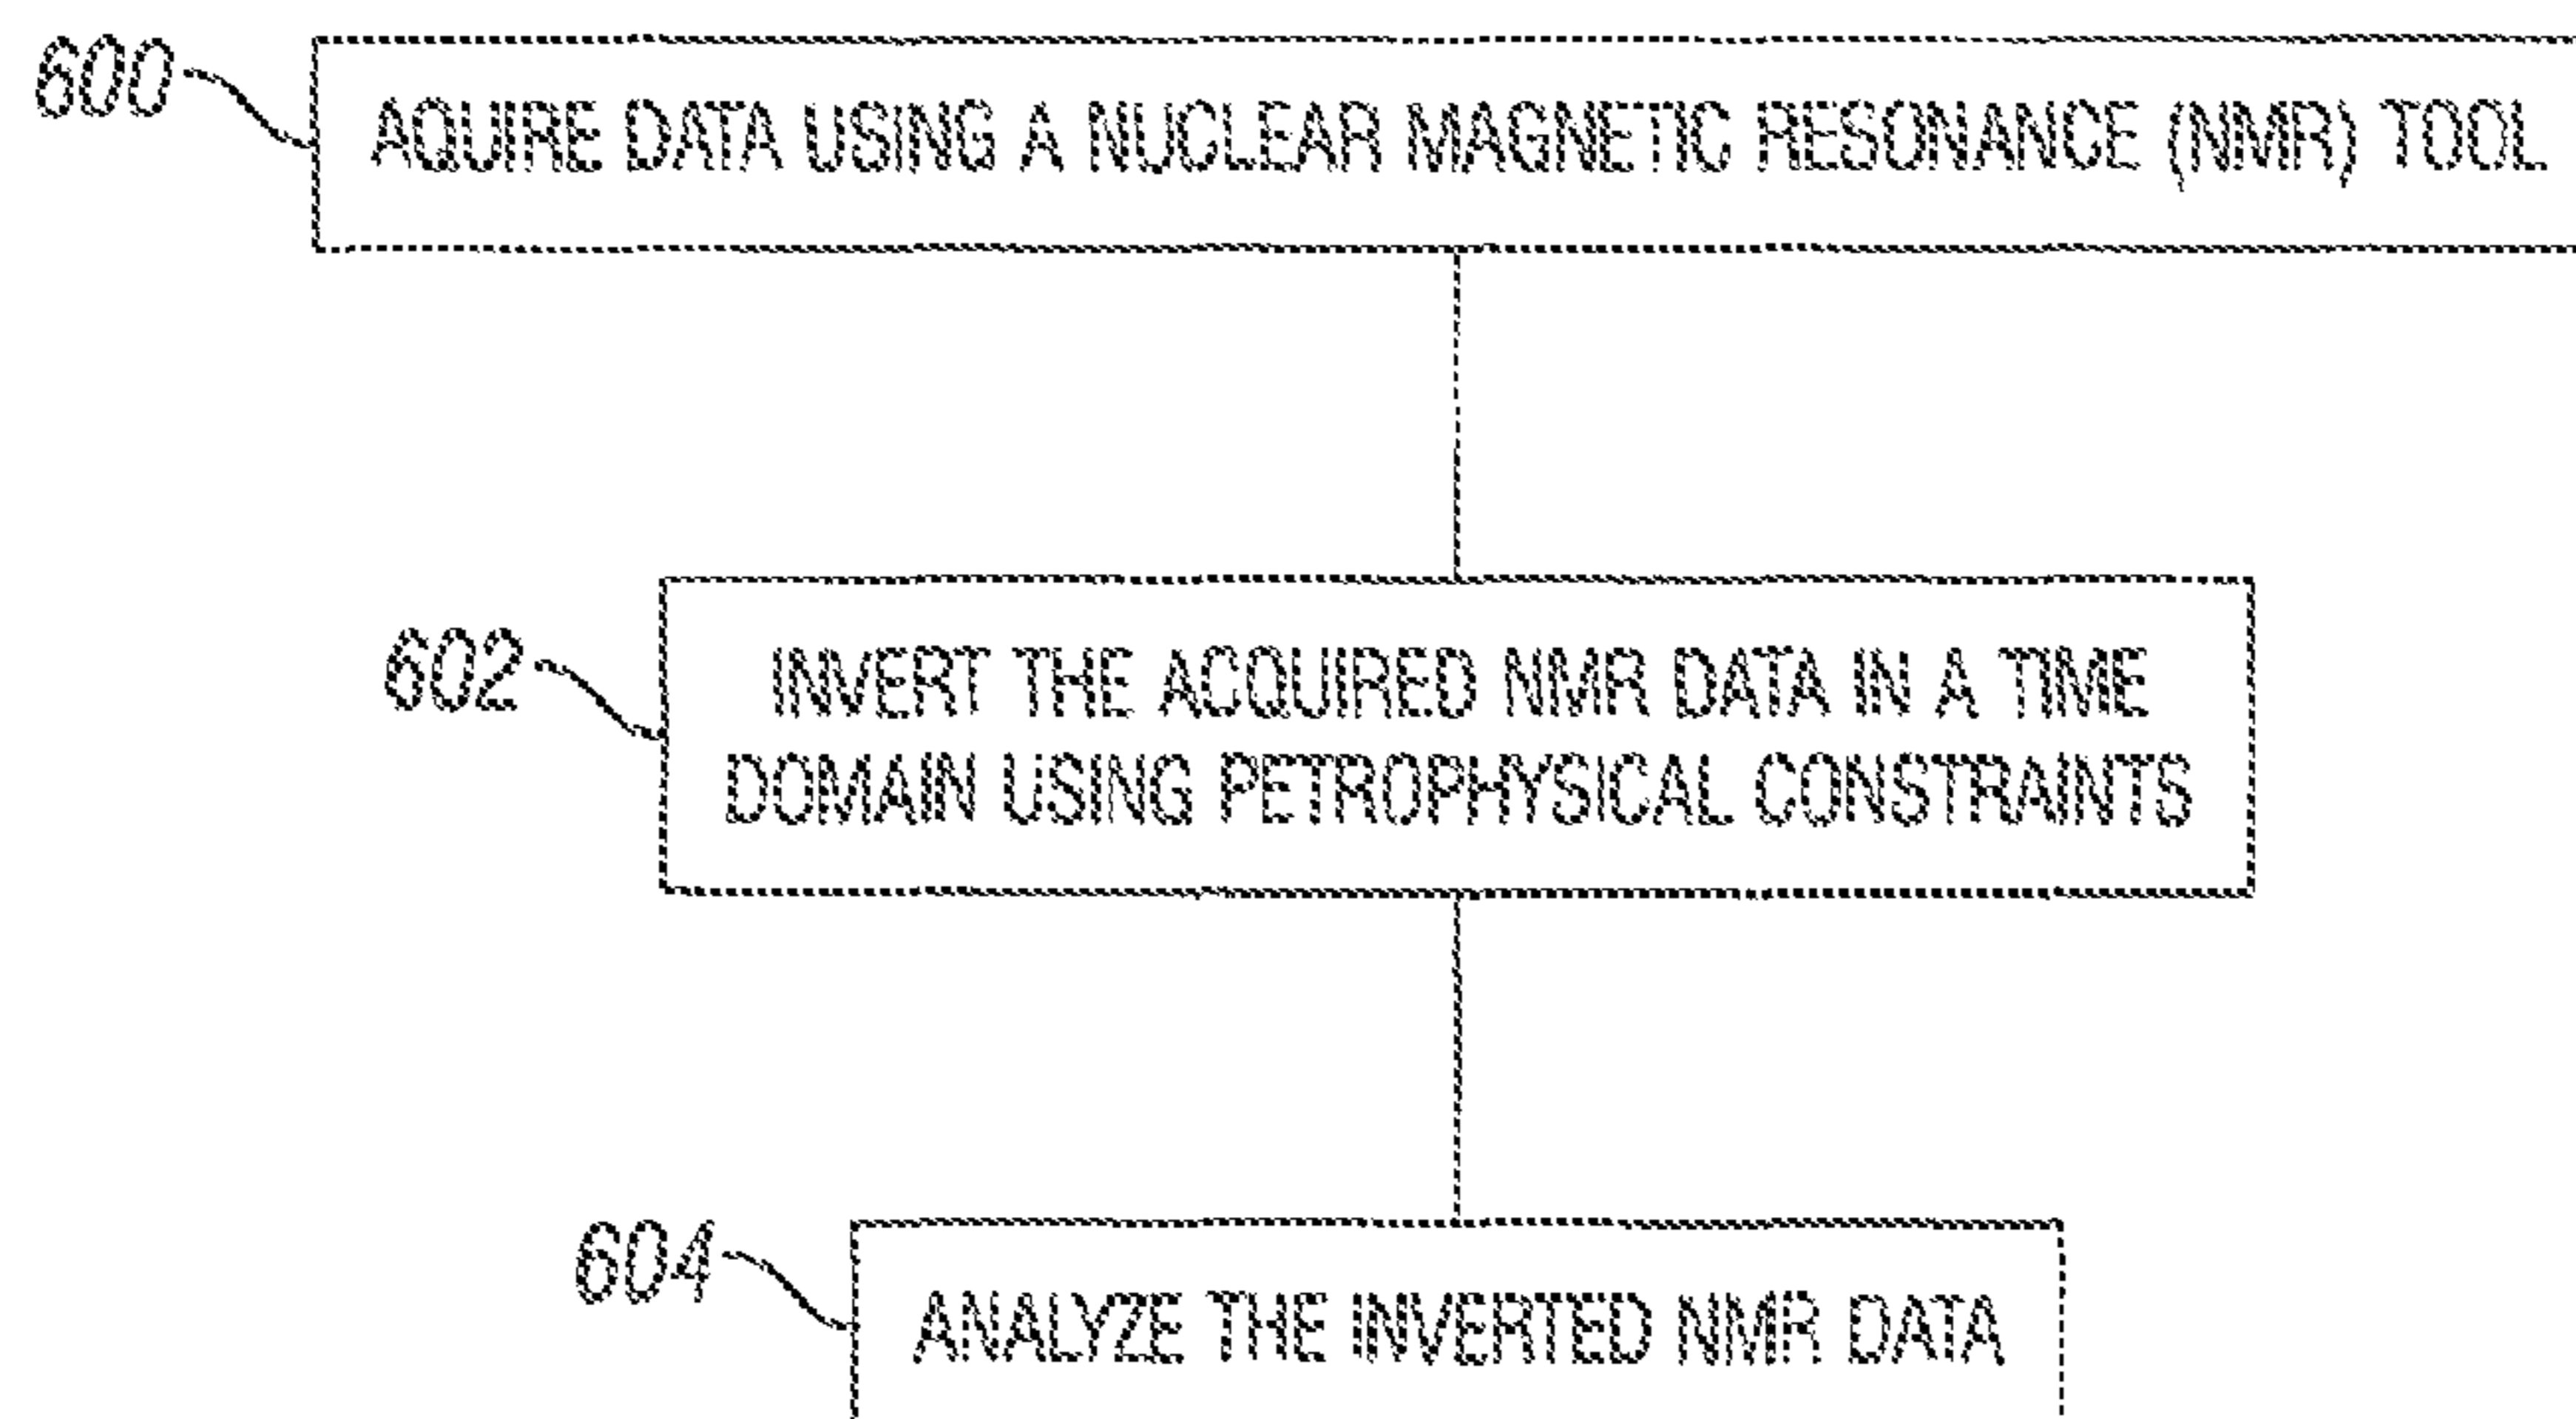 600
AQUIRE DATA USING A NUCLEAR MAGNETIC RESONANCE (NMR) TOOL
602
INVERT THE ACQUIRED NMR DATA IN A TIME
DOMAIN USING PETROPHYSICAL CONSTRAINTS
604
ANALYZE THE INVERTED NMR DATA